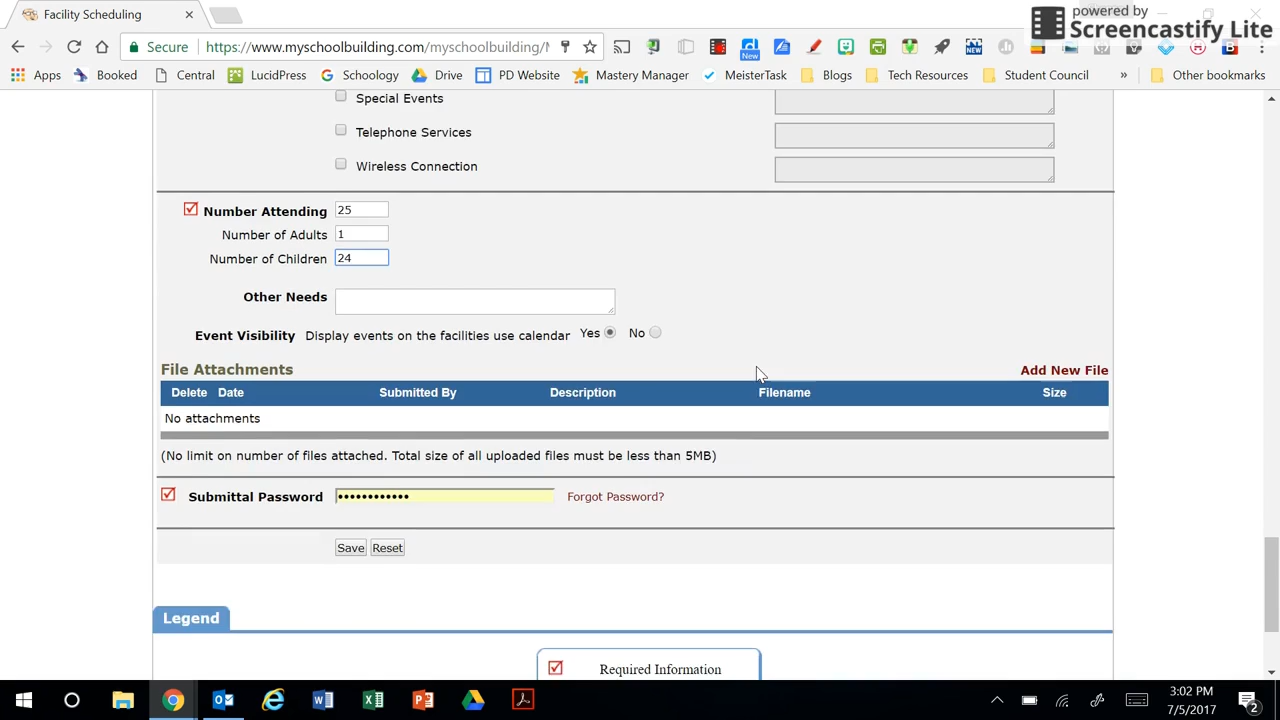 Facility Scheduling
powered by
Screencastify Lite
Secure
https://www.myschoolbuilding.com/myschoolbuilding/
New
NEW
Apps
Booked
Central
LucidPress
Schoology
Drive
PD Website
Mastery Manager
MeisterTask
Blogs
Tech Resources
Student Council
»
Other bookmarks
Special Events
Telephone Services
Wireless Connection
Number Attending 25
Number of Adults 1
Number of Children 24
Other Needs
Event Visibility Display events on the facilities use calendar Yes No
File Attachments Add New File
Delete Date Submitted By Description Filename Size
No attachments
(No limit on number of files attached. Total size of all uploaded files must be less than 5MB)
Submittal Password •••••••••••• Forgot Password?
Save Reset
Legend
Required Information
3:02 PM
7/5/2017
2